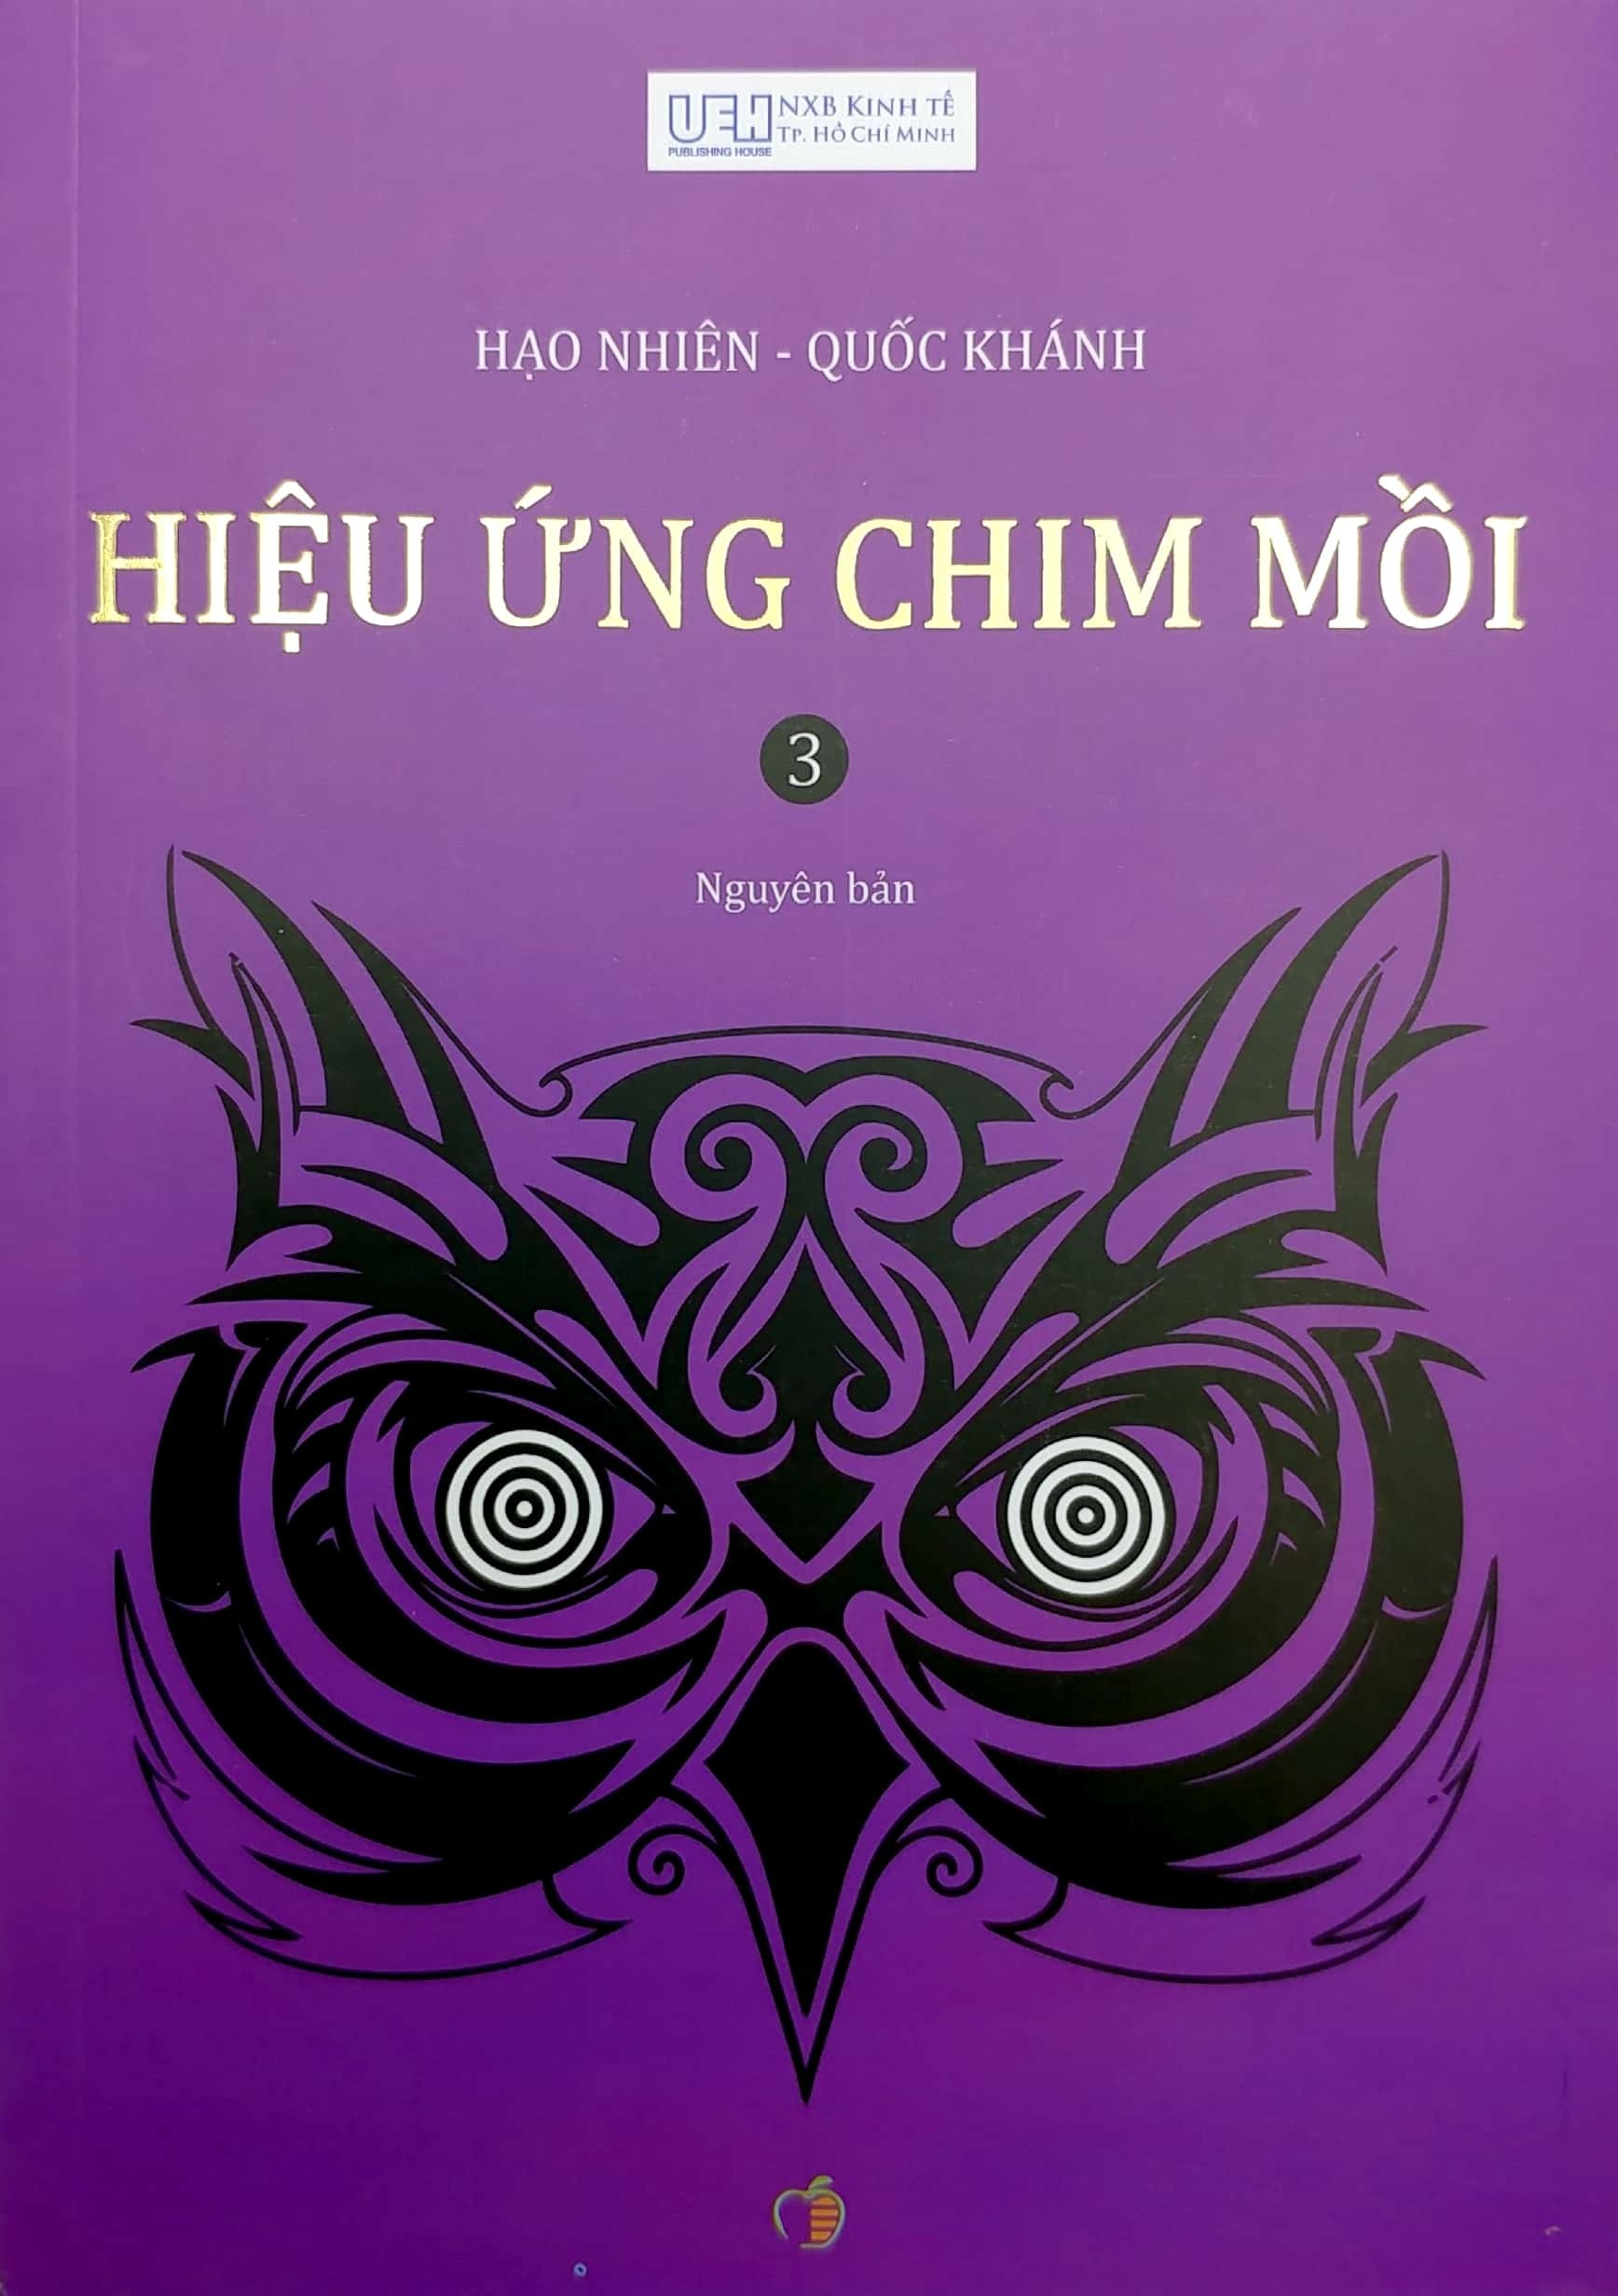 UEH NXB KINH TẾ
PUBLISHING HOUSE TP. HỒ CHÍ MINH
HẠO NHIÊN - QUỐC KHÁNH
HIỆU ỨNG CHIM MỒI
3
Nguyên bản